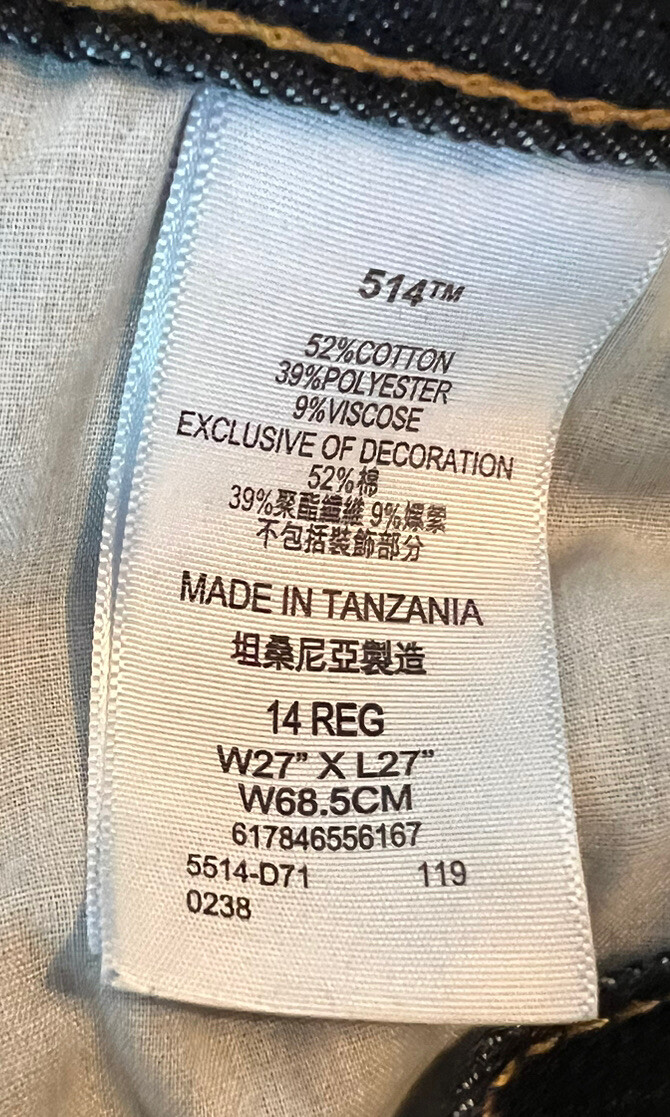 514™
52%COTTON
39%POLYESTER
9%VISCOSE
EXCLUSIVE OF DECORATION
52%棉
39%聚酯纖維 9%嫘縈
不包括裝飾部分
MADE IN TANZANIA
坦桑尼亞製造
14 REG
W27" X L27"
W68.5CM
617846556167
5514-D71 119
0238